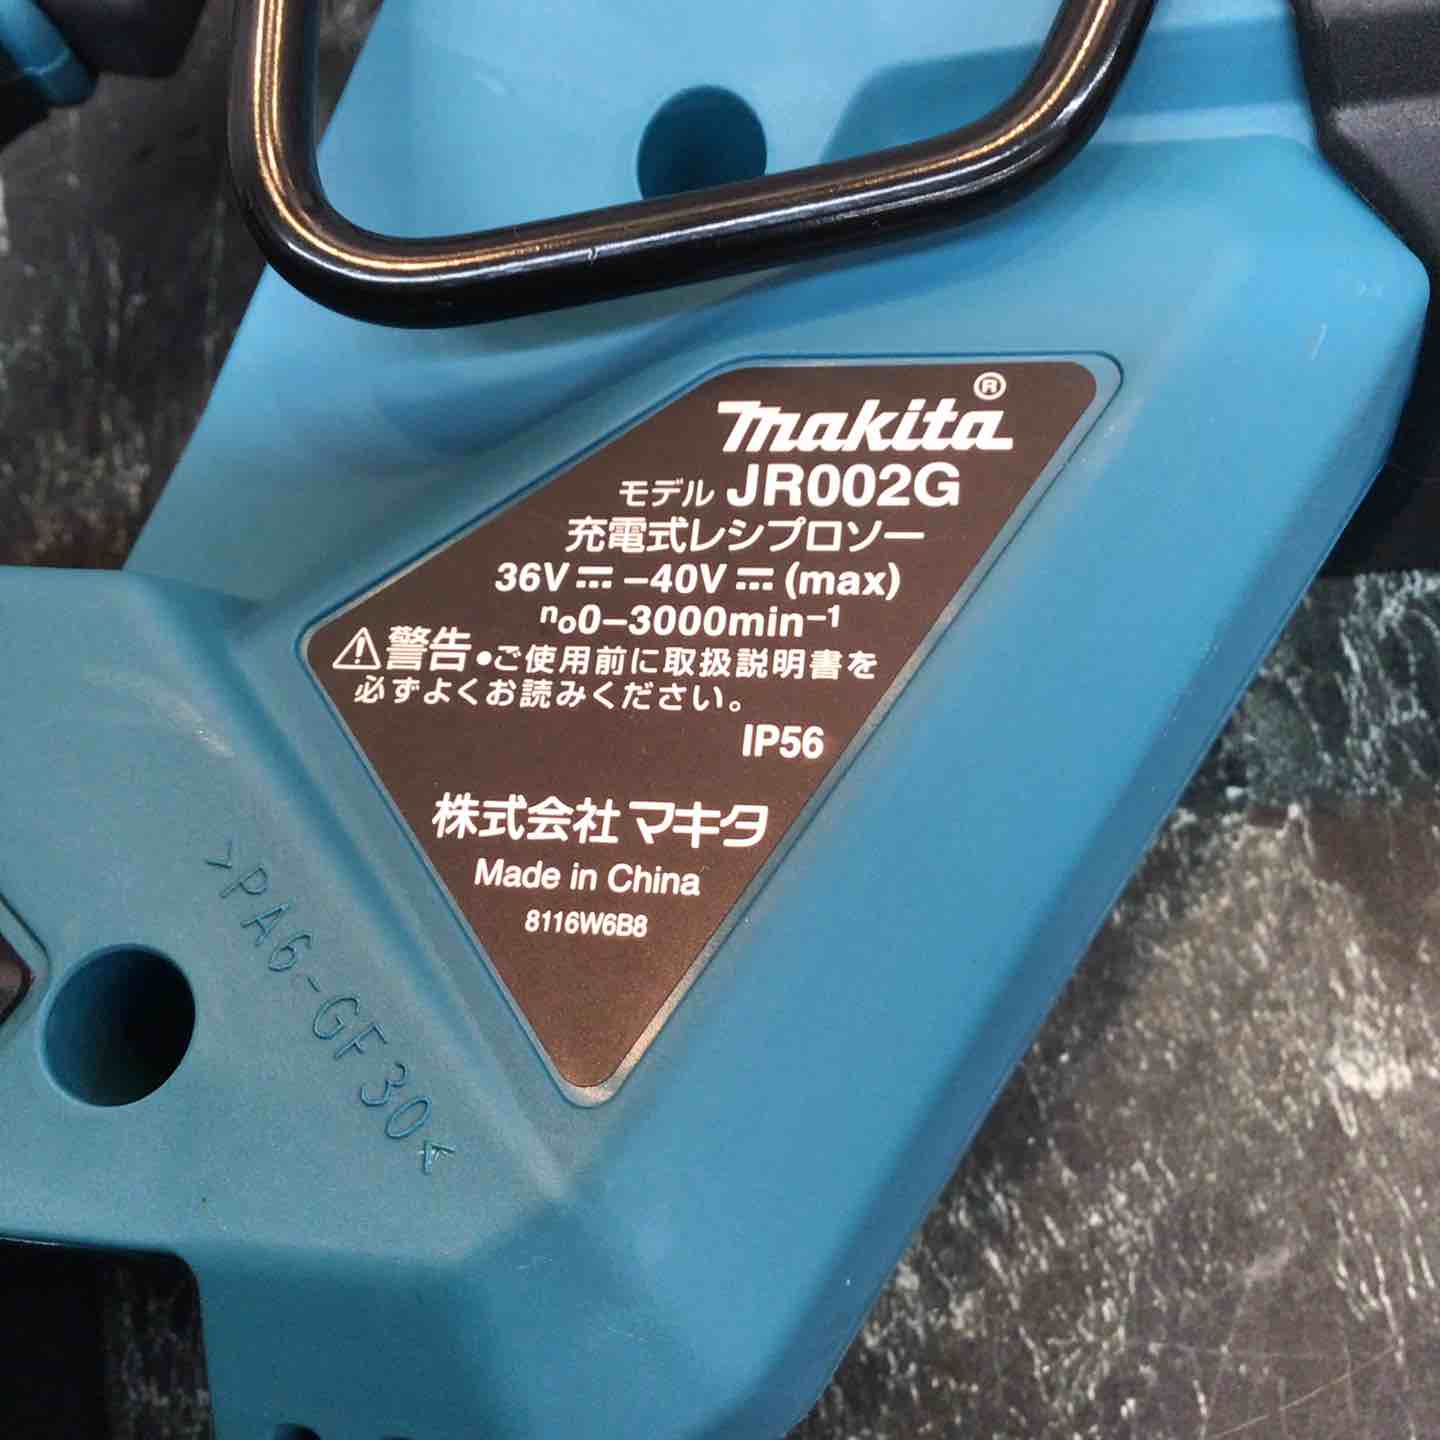 makita®
モデル JR002G
充電式レシプロソー
36V⎓–40V⎓(max)
n₀0–3000min⁻¹
⚠警告 •ご使用前に取扱説明書を
必ずよくお読みください。
IP56
株式会社マキタ
Made in China
8116W6B8
>PA6-GF30<